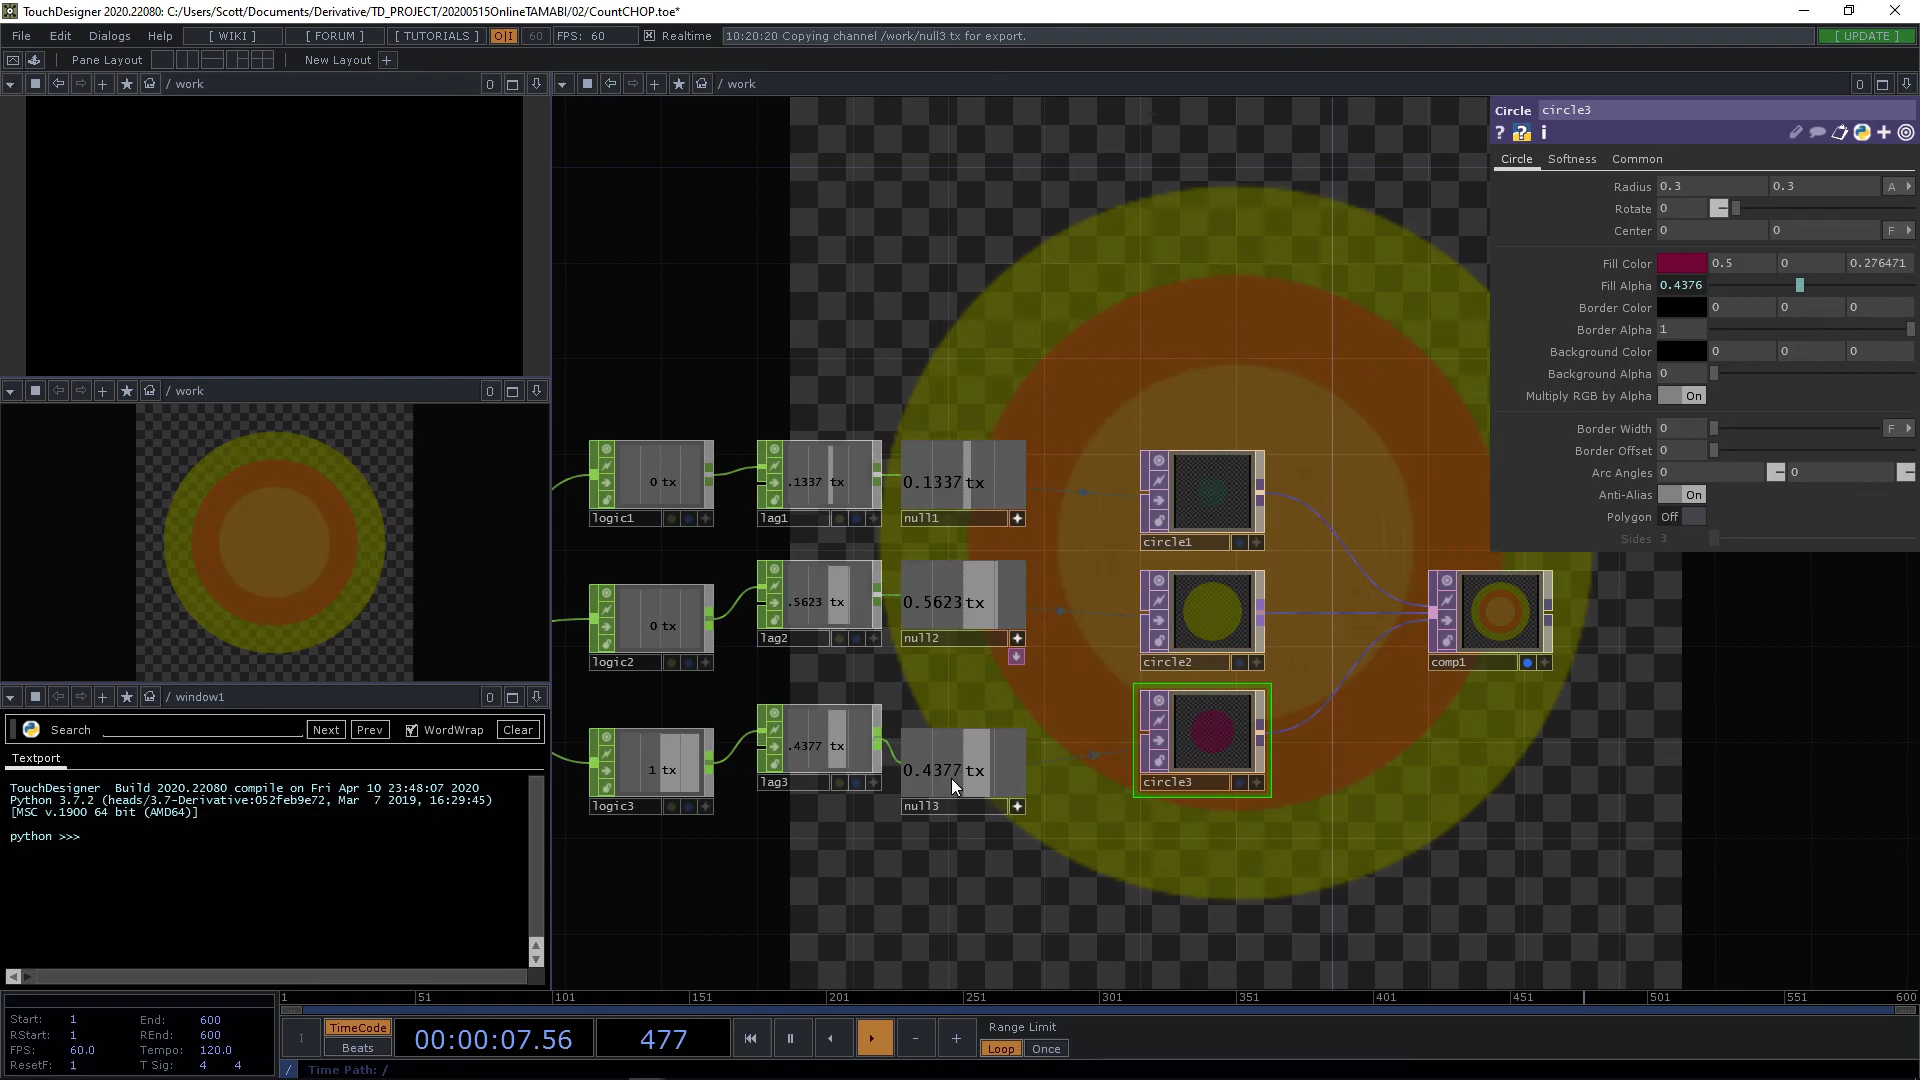 TouchDesigner 2020.22080: C:/Users/Scott/Documents/Derivative/TD_PROJECT/20200515OnlineTAMABI/02/CountCHOP.toe*
File Edit Dialogs Help [ WIKI ] [ FORUM ] [ TUTORIALS ] O|I 60 FPS: 60 Realtime 10:20:20 Copying channel /work/null3 tx for export. [ UPDATE ]
Pane Layout New Layout +
/ work 0
/ work 0
Circle circle3
? ? i
Circle Softness Common
Radius 0.3 0.3 A
Rotate 0
Center 0 0 F
Fill Color 0.5 0 0.276471
Fill Alpha 0.4376
Border Color 0 0 0
Border Alpha 1
Background Color 0 0 0
Background Alpha 0
Multiply RGB by Alpha On
Border Width 0 F
Border Offset 0
Arc Angles 0 0
Anti-Alias On
Polygon Off
Sides 3
/ work 0
0 tx
logic1
.1337 tx
lag1
0.1337 tx
null1
circle1
0 tx
logic2
.5623 tx
lag2
0.5623 tx
null2
circle2
comp1
1 tx
logic3
.4377 tx
lag3
0.4377 tx
null3
circle3
/ window1 0
Search Next Prev WordWrap Clear
Textport
TouchDesigner Build 2020.22080 compile on Fri Apr 10 23:48:07 2020
Python 3.7.2 (heads/3.7-Derivative:052feb9e72, Mar 7 2019, 16:29:45)
[MSC v.1900 64 bit (AMD64)]
python >>>
1 51 101 151 201 251 301 351 401 451 501 551 600
Start: 1 End: 600
RStart: 1 REnd: 600
FPS: 60.0 Tempo: 120.0
ResetF: 1 T Sig: 4 4
I TimeCode Beats
00:00:07.56 477
- +
Range Limit
Loop Once
/ Time Path: /